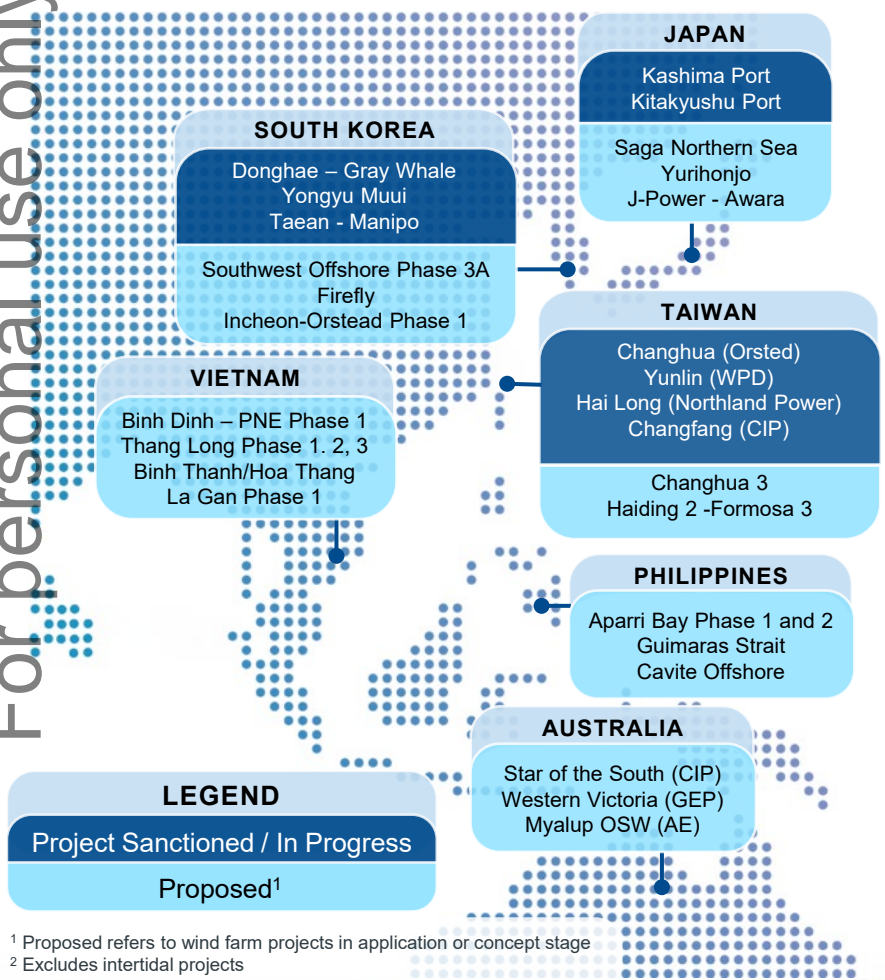 For personal use only
JAPAN
Kashima Port
Kitakyushu Port
Saga Northern Sea
Yurihonjo
J-Power - Awara
SOUTH KOREA
Donghae – Gray Whale
Yongyu Muui
Taean - Manipo
Southwest Offshore Phase 3A
Firefly
Incheon-Orstead Phase 1
TAIWAN
Changhua (Orsted)
Yunlin (WPD)
Hai Long (Northland Power)
Changfang (CIP)
Changhua 3
Haiding 2 -Formosa 3
VIETNAM
Binh Dinh – PNE Phase 1
Thang Long Phase 1. 2, 3
Binh Thanh/Hoa Thang
La Gan Phase 1
PHILIPPINES
Aparri Bay Phase 1 and 2
Guimaras Strait
Cavite Offshore
AUSTRALIA
Star of the South (CIP)
Western Victoria (GEP)
Myalup OSW (AE)
LEGEND
Project Sanctioned / In Progress
Proposed¹
¹ Proposed refers to wind farm projects in application or concept stage
² Excludes intertidal projects